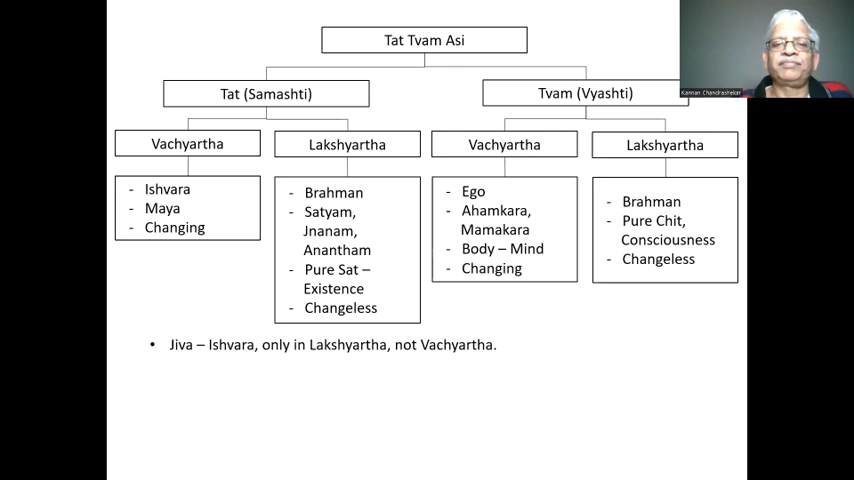 Tat Tvam Asi
Tat (Samashti)
Tvam (Vyashti)
Kannan Chandrashekar
Vachyartha
Lakshyartha
Vachyartha
Lakshyartha
- Ishvara
- Maya
- Changing
- Brahman
- Satyam,
Jnanam,
Anantham
- Pure Sat –
Existence
- Changeless
- Ego
- Ahamkara,
Mamakara
- Body – Mind
- Changing
- Brahman
- Pure Chit,
Consciousness
- Changeless
• Jiva – Ishvara, only in Lakshyartha, not Vachyartha.